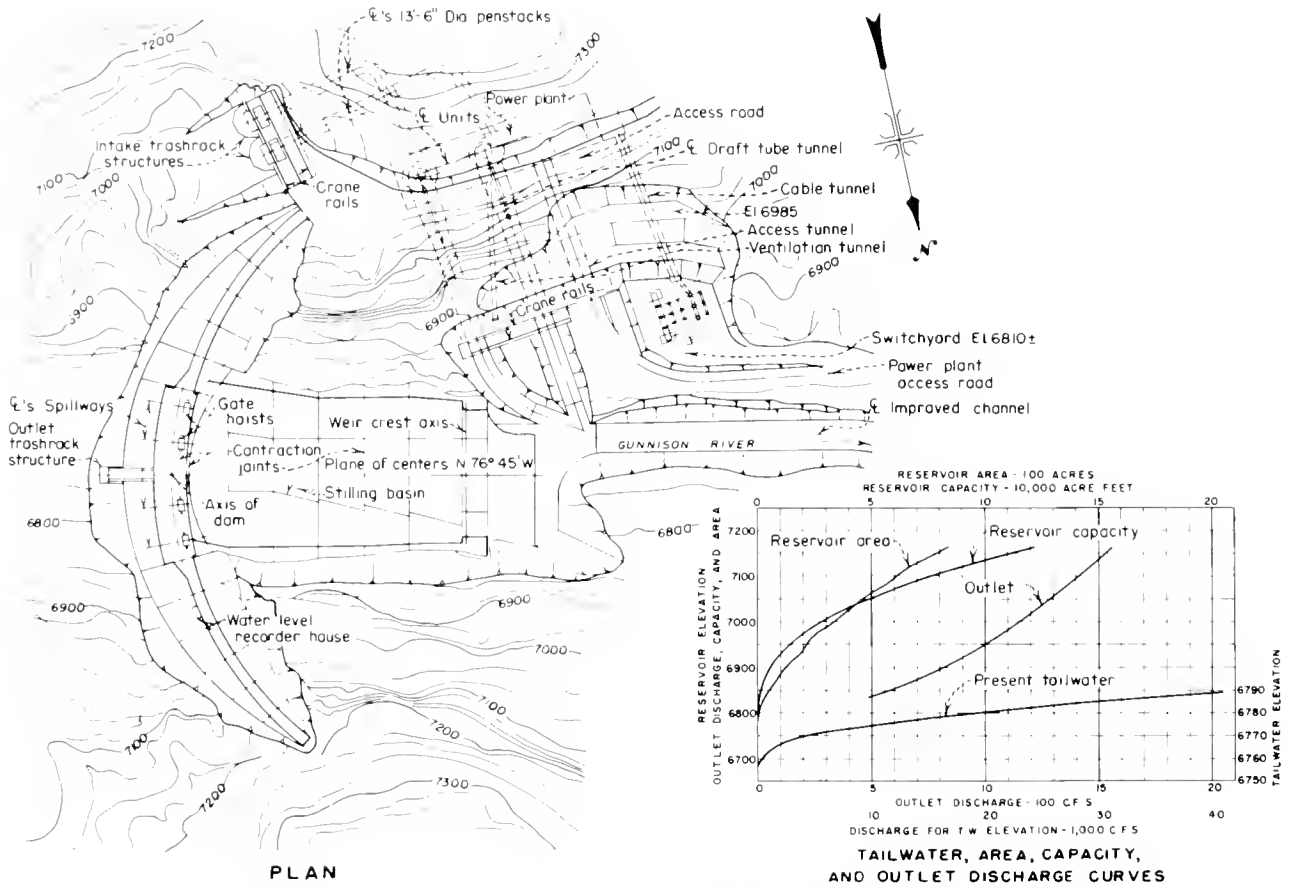 ℄'s 13'-6" Dia penstacks
7200
7300
Power plant
℄ Units
Access road
7100
℄ Draft tube tunnel
Intake trashrack
structures
7100
7000
Crane
rails
7000
Cable tunnel
El 6985
Access tunnel
Ventilation tunnel
N
6900
6900
Crane rails
6900
Switchyard El 6810±
Power plant
access road
℄'s Spillways
Outlet
trashrack
structure
Gate
hoists
Weir crest axis
℄ Improved channel
Contraction
joints
Plane of centers N 76° 45' W
GUNNISON RIVER
Stilling basin
Axis of
dam
6800
6800
6900
6900
Water level
recorder house
7000
7100
7100
7200
7200
7300
PLAN
RESERVOIR AREA - 100 ACRES
RESERVOIR CAPACITY - 10,000 ACRE FEET
0 5 10 15 20
7200
7100
7000
6900
6800
6700
RESERVOIR ELEVATION
OUTLET DISCHARGE, CAPACITY, AND AREA
Reservoir area
Reservoir capacity
Outlet
Present tailwater
6790
6780
6770
6760
6750
TAILWATER ELEVATION
0 10 20 30 40
5 10 15 20
OUTLET DISCHARGE - 100 C F S
DISCHARGE FOR T W ELEVATION - 1,000 C F S
TAILWATER, AREA, CAPACITY,
AND OUTLET DISCHARGE CURVES